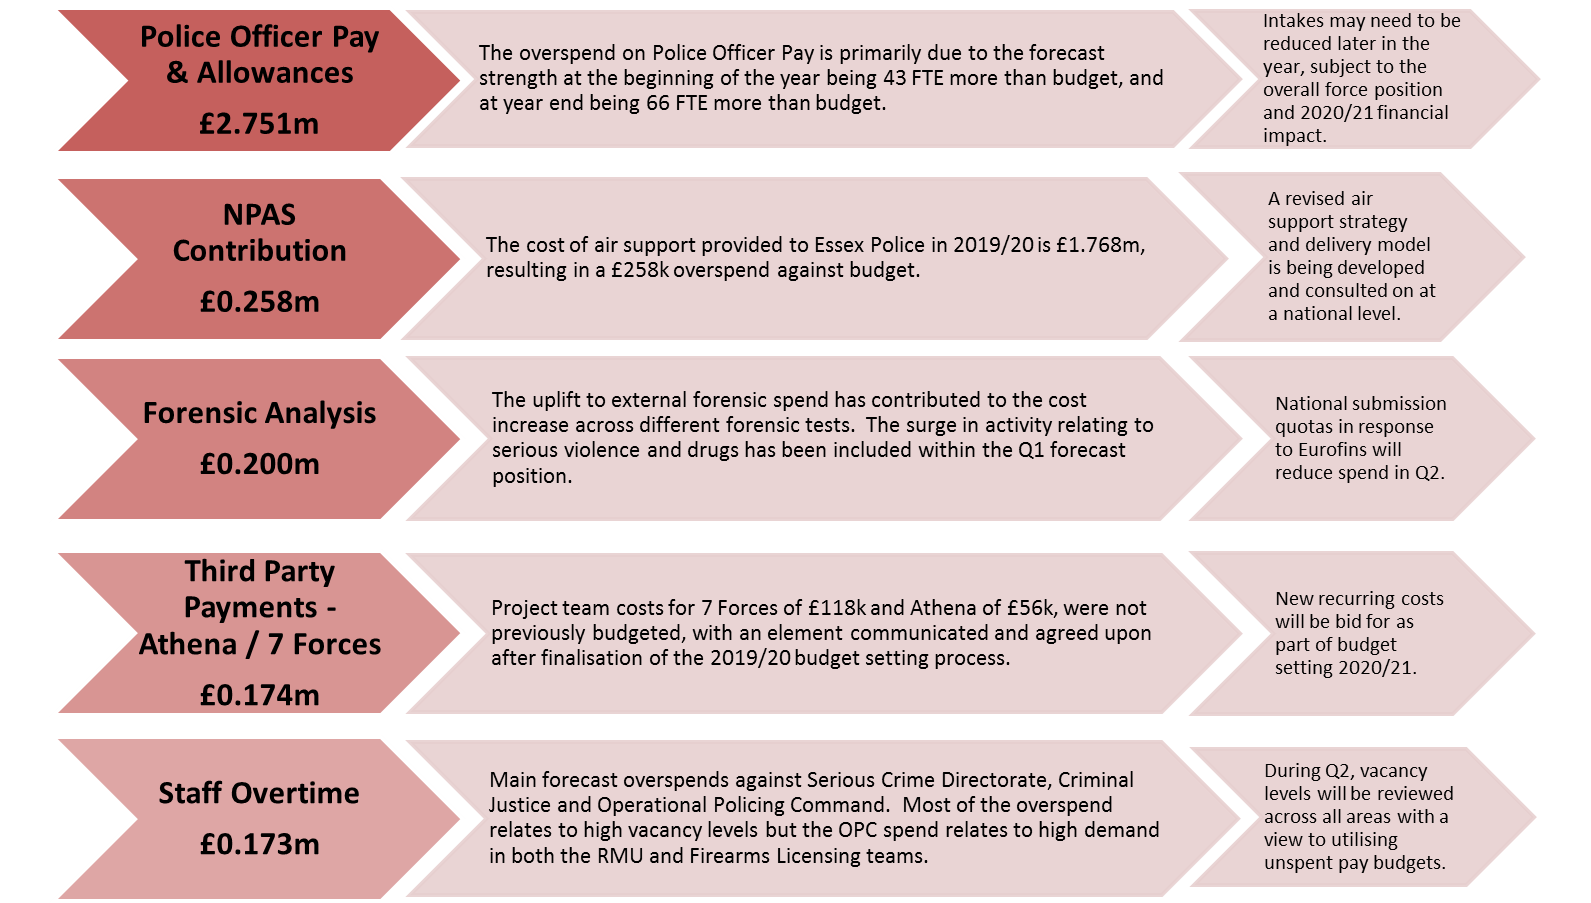 Police Officer Pay
& Allowances
£2.751m
The overspend on Police Officer Pay is primarily due to the forecast
strength at the beginning of the year being 43 FTE more than budget, and
at year end being 66 FTE more than budget.
Intakes may need to be
reduced later in the
year, subject to the
overall force position
and 2020/21 financial
impact.
NPAS
Contribution
£0.258m
The cost of air support provided to Essex Police in 2019/20 is £1.768m,
resulting in a £258k overspend against budget.
A revised air
support strategy
and delivery model
is being developed
and consulted on at
a national level.
Forensic Analysis
£0.200m
The uplift to external forensic spend has contributed to the cost
increase across different forensic tests.  The surge in activity relating to
serious violence and drugs has been included within the Q1 forecast
position.
National submission
quotas in response
to Eurofins will
reduce spend in Q2.
Third Party
Payments -
Athena / 7 Forces
£0.174m
Project team costs for 7 Forces of £118k and Athena of £56k, were not
previously budgeted, with an element communicated and agreed upon
after finalisation of the 2019/20 budget setting process.
New recurring costs
will be bid for as
part of budget
setting 2020/21.
Staff Overtime
£0.173m
Main forecast overspends against Serious Crime Directorate, Criminal
Justice and Operational Policing Command.  Most of the overspend
relates to high vacancy levels but the OPC spend relates to high demand
in both the RMU and Firearms Licensing teams.
During Q2, vacancy
levels will be reviewed
across all areas with a
view to utilising
unspent pay budgets.